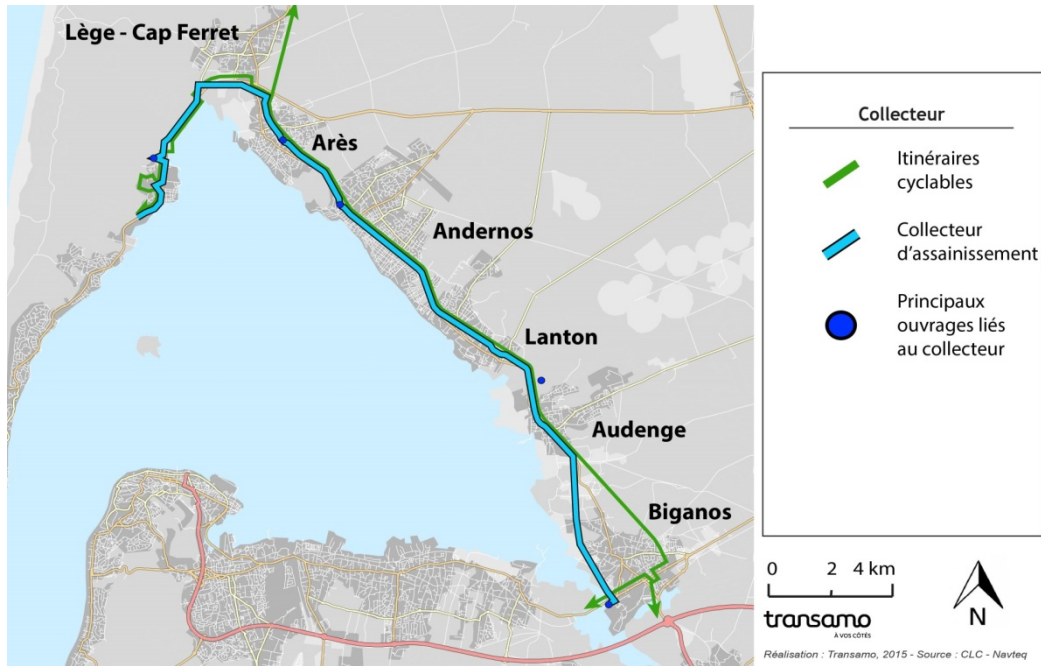 Lège - Cap Ferret
Arès
Andernos
Lanton
Audenge
Biganos
Collecteur
Itinéraires
cyclables
Collecteur
d'assainissement
Principaux
ouvrages liés
au collecteur
0 2 4 km
transamo
À VOS CÔTÉS
N
Réalisation : Transamo, 2015 - Source : CLC - Navteq